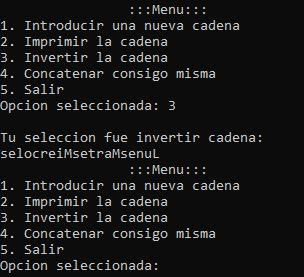 :::Menu:::
1. Introducir una nueva cadena
2. Imprimir la cadena
3. Invertir la cadena
4. Concatenar consigo misma
5. Salir
Opcion seleccionada: 3
Tu seleccion fue invertir cadena:
selocreiMsetraMsenuL
:::Menu:::
1. Introducir una nueva cadena
2. Imprimir la cadena
3. Invertir la cadena
4. Concatenar consigo misma
5. Salir
Opcion seleccionada: